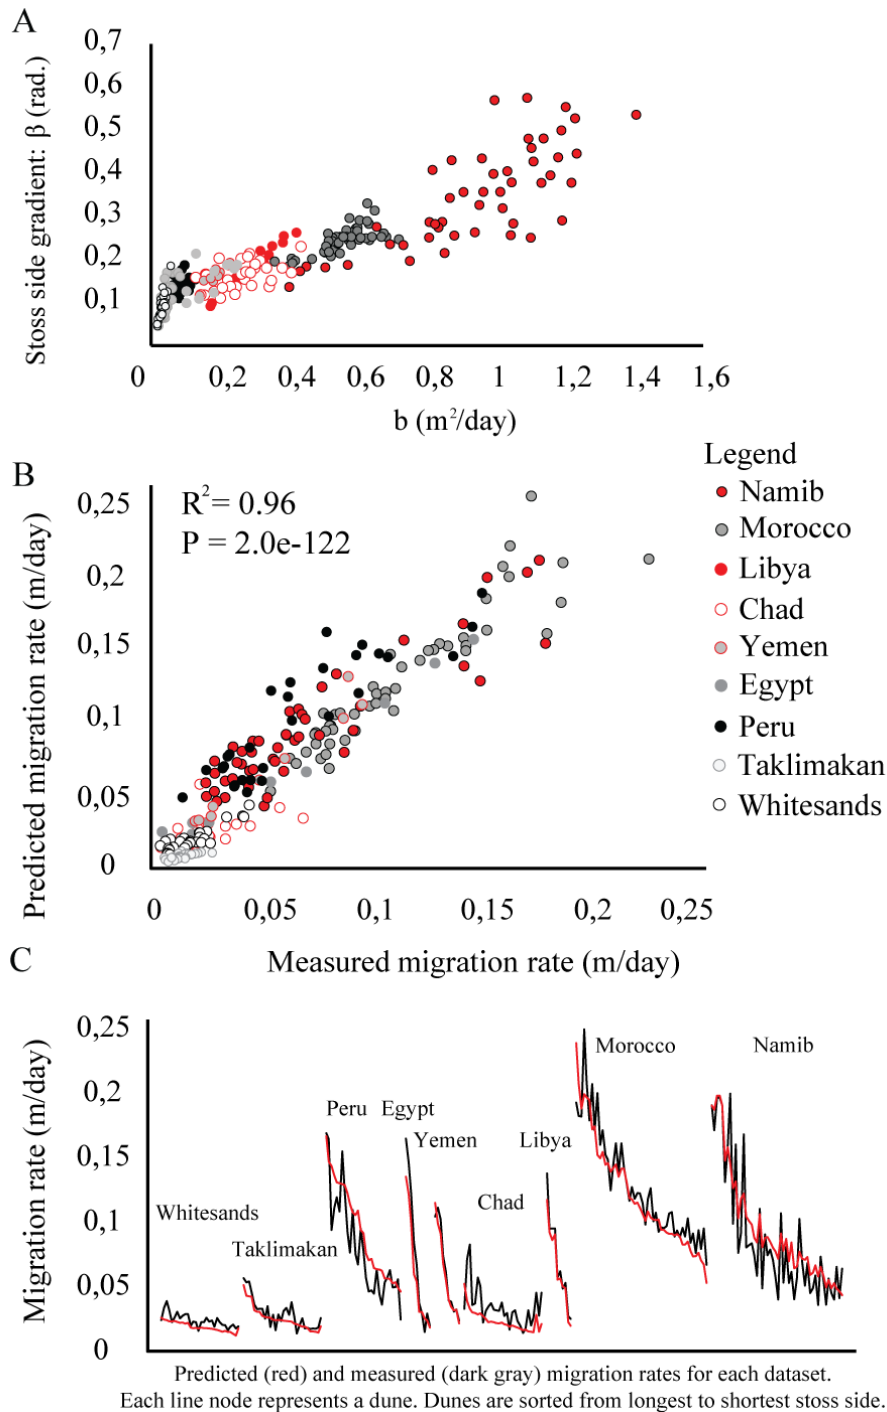 A
0,7
0,6
0,5
0,4
0,3
0,2
0,1
Stoss side gradient: β (rad.)
0 0,2 0,4 0,6 0,8 1 1,2 1,4 1,6
b (m²/day)
B
R²= 0.96
P = 2.0e-122
0,25
0,2
0,15
0,1
0,05
0
Predicted migration rate (m/day)
0 0,05 0,1 0,15 0,2 0,25
Measured migration rate (m/day)
Legend
Namib
Morocco
Libya
Chad
Yemen
Egypt
Peru
Taklimakan
Whitesands
C
0,25
0,2
0,15
0,1
0,05
0
Migration rate (m/day)
Whitesands
Taklimakan
Peru
Egypt
Yemen
Chad
Libya
Morocco
Namib
Predicted (red) and measured (dark gray) migration rates for each dataset.
Each line node represents a dune. Dunes are sorted from longest to shortest stoss side.